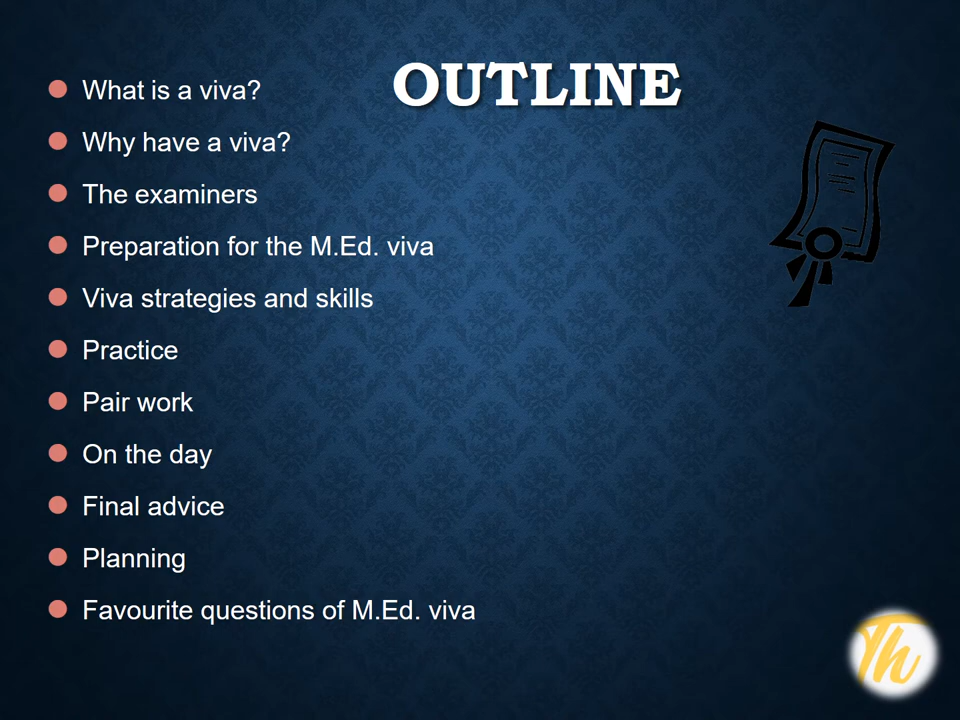 OUTLINE
What is a viva?
Why have a viva?
The examiners
Preparation for the M.Ed. viva
Viva strategies and skills
Practice
Pair work
On the day
Final advice
Planning
Favourite questions of M.Ed. viva
Th